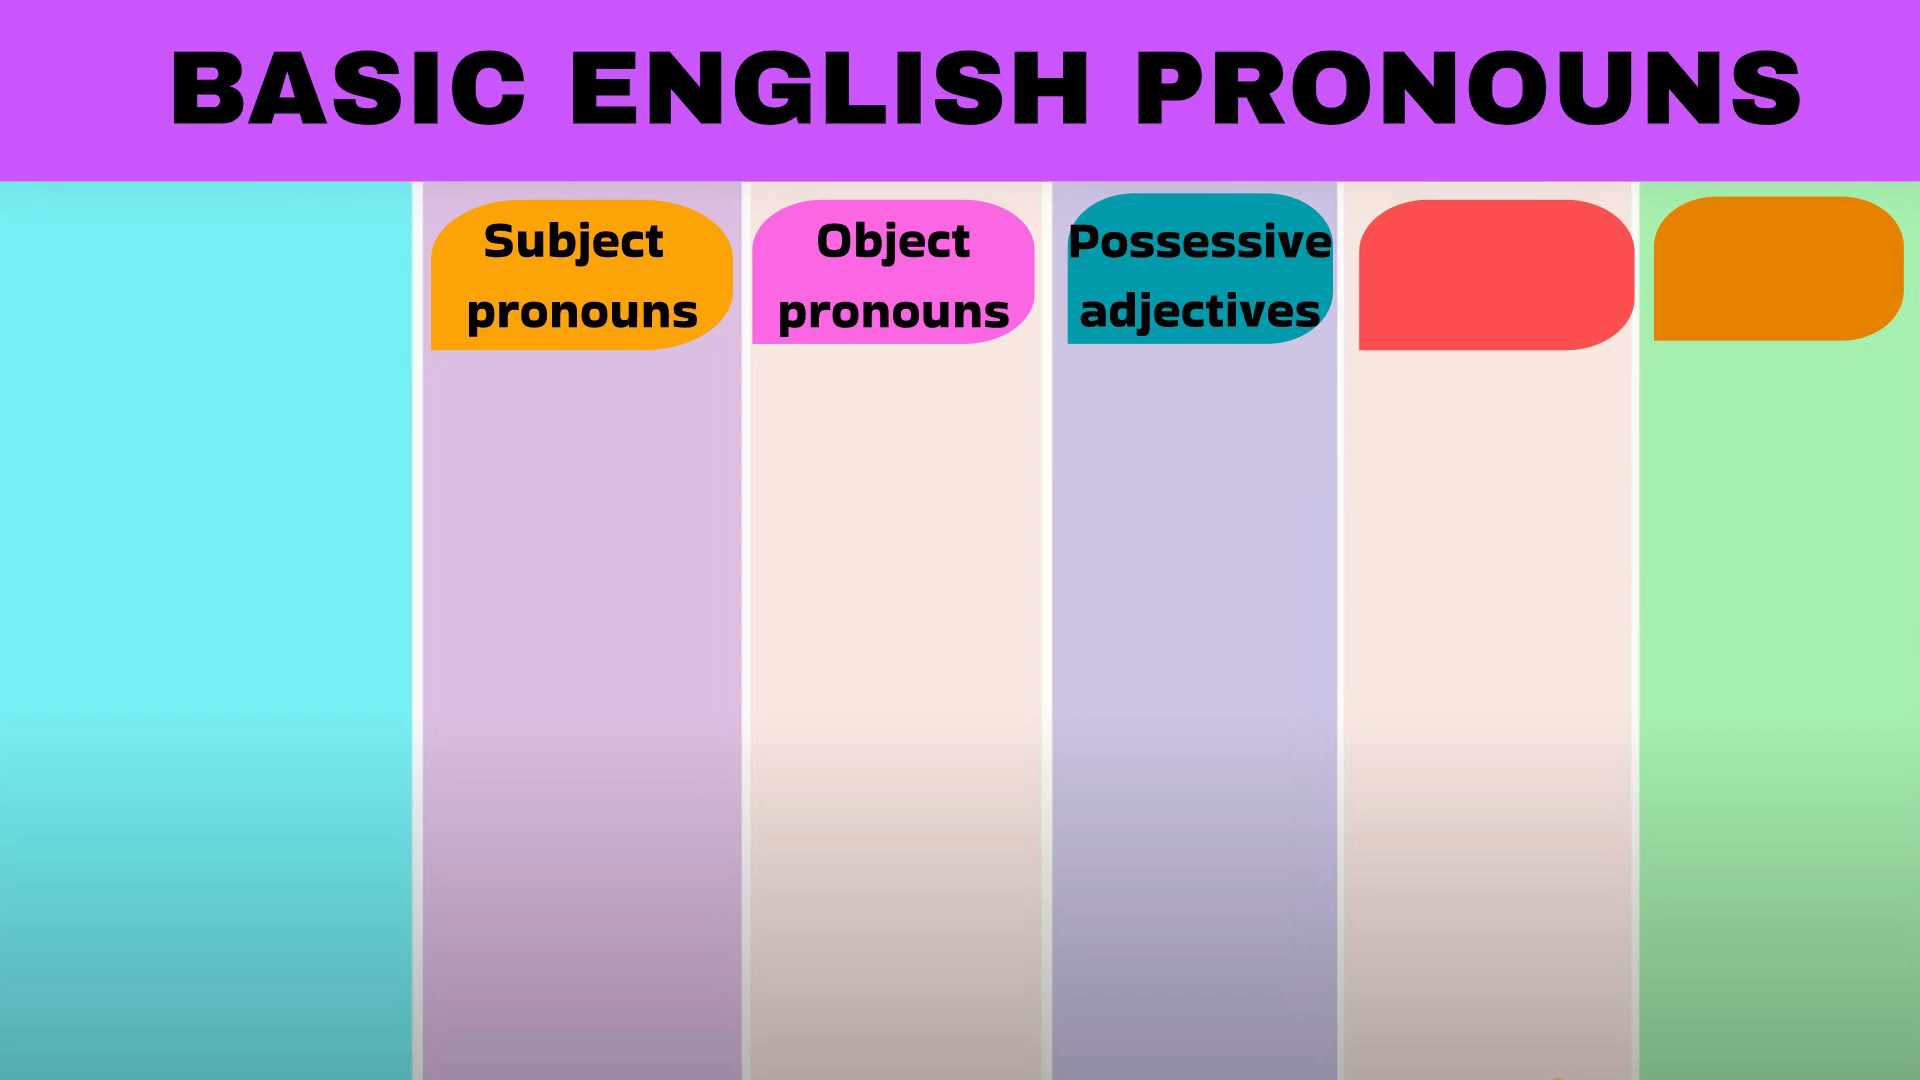 BASIC ENGLISH PRONOUNS
Subject
pronouns
Object
pronouns
Possessive
adjectives